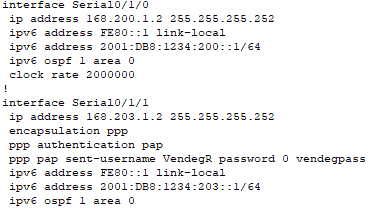 interface Serial0/1/0
ip address 168.200.1.2 255.255.255.252
ipv6 address FE80::1 link-local
ipv6 address 2001:DB8:1234:200::1/64
ipv6 ospf 1 area 0
clock rate 2000000
!
interface Serial0/1/1
ip address 168.203.1.2 255.255.255.252
encapsulation ppp
ppp authentication pap
ppp pap sent-username VendegR password 0 vendegpass
ipv6 address FE80::1 link-local
ipv6 address 2001:DB8:1234:203::1/64
ipv6 ospf 1 area 0